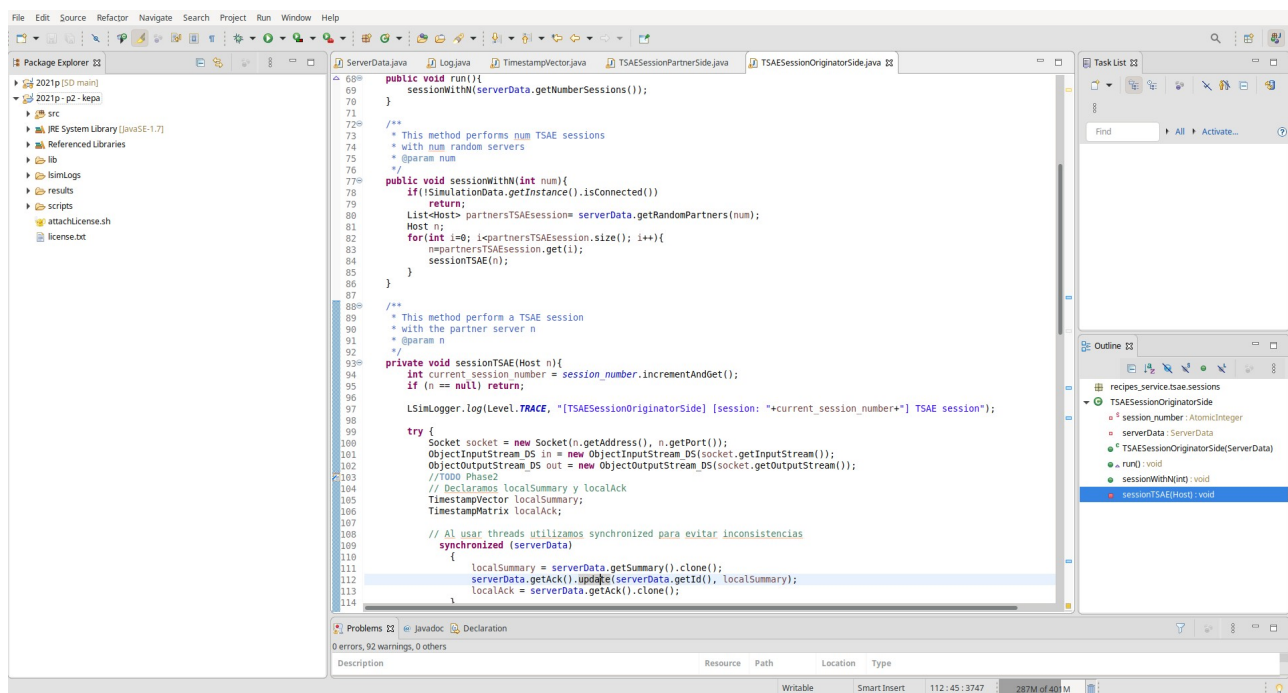 File Edit Source Refactor Navigate Search Project Run Window Help
Package Explorer
2021p [SD main]
2021p - p2 - kepa
src
JRE System Library [JavaSE-1.7]
Referenced Libraries
lib
lsimLogs
results
scripts
attachLicense.sh
license.txt
ServerData.java Log.java TimestampVector.java TSAESessionPartnerSide.java TSAESessionOriginatorSide.java
68 public void run(){
69 sessionWithN(serverData.getNumberSessions());
70 }
71
72 /**
73 * This method performs num TSAE sessions
74 * with num random servers
75 * @param num
76 */
77 public void sessionWithN(int num){
78 if(!SimulationData.getInstance().isConnected())
79 return;
80 List<Host> partnersTSAEsession= serverData.getRandomPartners(num);
81 Host n;
82 for(int i=0; i<partnersTSAEsession.size(); i++){
83 n=partnersTSAEsession.get(i);
84 sessionTSAE(n);
85 }
86 }
87
88 /**
89 * This method perform a TSAE session
90 * with the partner server n
91 * @param n
92 */
93 private void sessionTSAE(Host n){
94 int current_session_number = session_number.incrementAndGet();
95 if (n == null) return;
96
97 LSimLogger.log(Level.TRACE, "[TSAESessionOriginatorSide] [session: "+current_session_number+"] TSAE session");
98
99 try {
100 Socket socket = new Socket(n.getAddress(), n.getPort());
101 ObjectInputStream_DS in = new ObjectInputStream_DS(socket.getInputStream());
102 ObjectOutputStream_DS out = new ObjectOutputStream_DS(socket.getOutputStream());
103 //TODO Phase2
104 // Declaramos localSummary y localAck
105 TimestampVector localSummary;
106 TimestampMatrix localAck;
107
108 // Al usar threads utilizamos synchronized para evitar inconsistencias
109 synchronized (serverData)
110 {
111 localSummary = serverData.getSummary().clone();
112 serverData.getAck().update(serverData.getId(), localSummary);
113 localAck = serverData.getAck().clone();
114 }
Task List
Find All Activate...
Outline
recipes_service.tsae.sessions
TSAESessionOriginatorSide
session_number : AtomicInteger
serverData : ServerData
TSAESessionOriginatorSide(ServerData)
run() : void
sessionWithN(int) : void
sessionTSAE(Host) : void
Problems Javadoc Declaration
0 errors, 92 warnings, 0 others
Description Resource Path Location Type
Writable Smart Insert 112 : 45 : 3747 287M of 401M